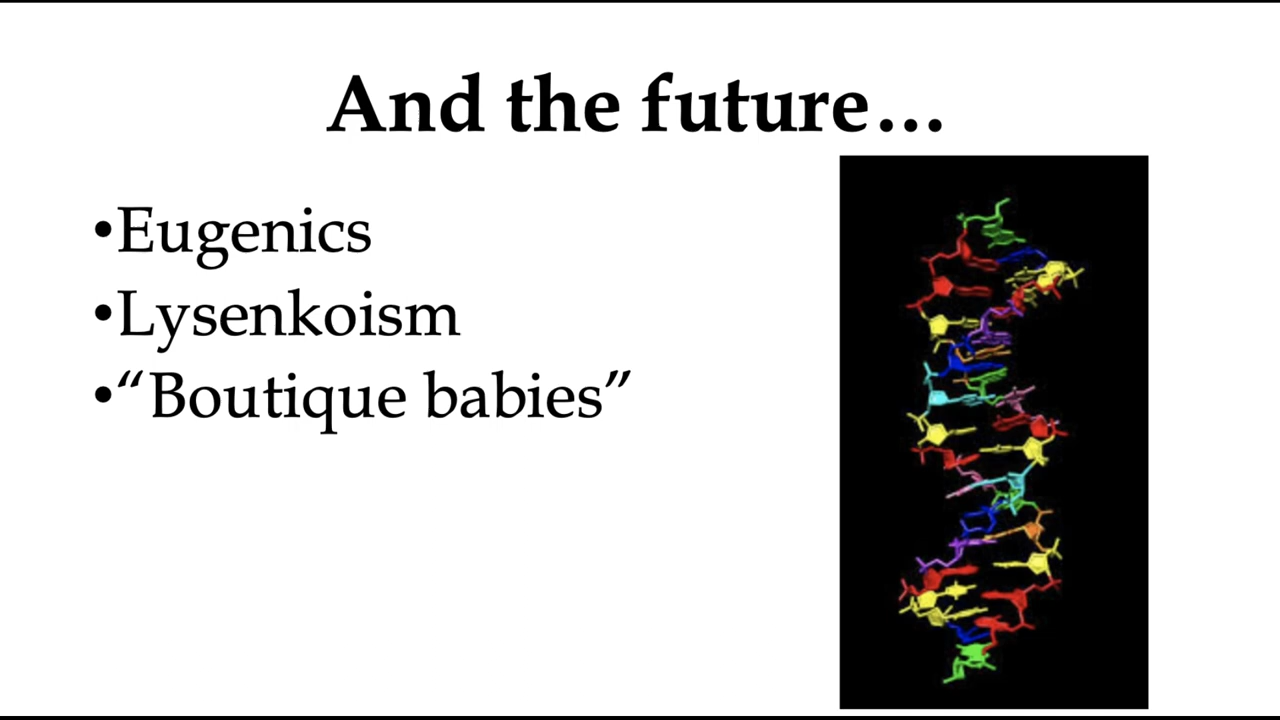 And the future…
•Eugenics
•Lysenkoism
•“Boutique babies”